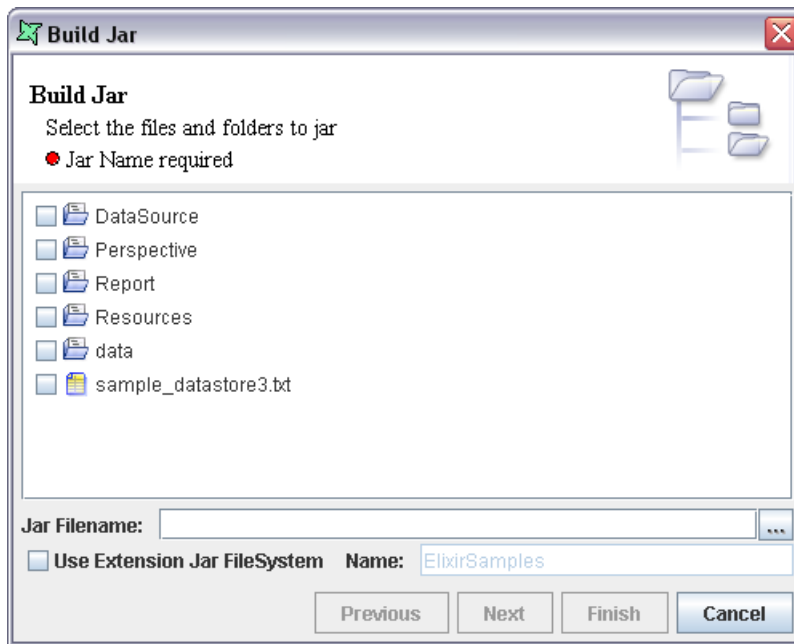 Build Jar
Build Jar
Select the files and folders to jar
Jar Name required
DataSource
Perspective
Report
Resources
data
sample_datastore3.txt
Jar Filename: ...
Use Extension Jar FileSystem Name: ElixirSamples
Previous Next Finish Cancel